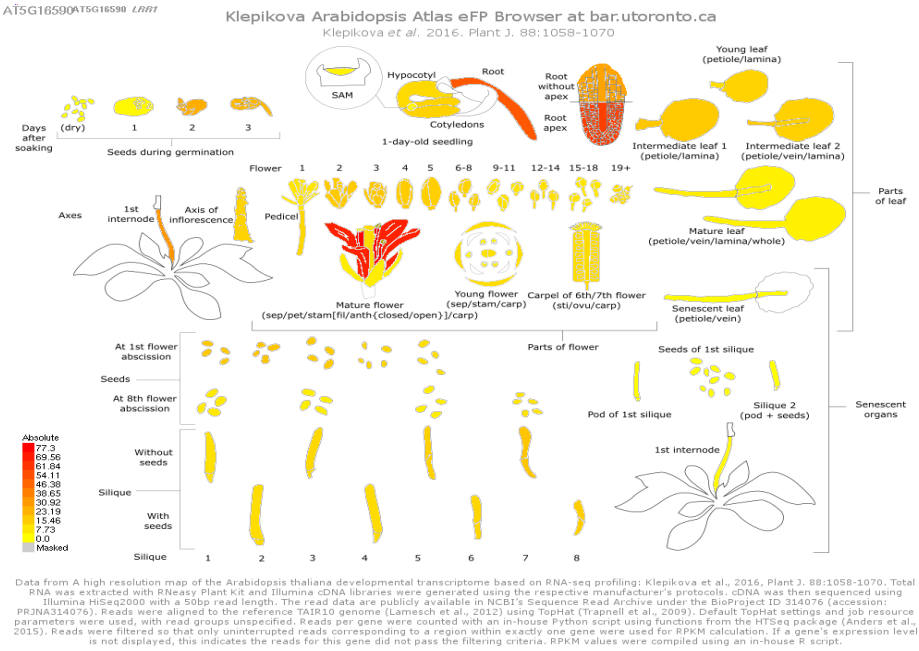 AT5G16590 AT5G16590 LRR1
Klepikova Arabidopsis Atlas eFP Browser at bar.utoronto.ca
Klepikova et al. 2016. Plant J. 88:1058-1070
Young leaf
(petiole/lamina)
Hypocotyl
Root
SAM
Cotyledons
1-day-old seedling
Root
without
apex
Root
apex
Intermediate leaf 1
(petiole/lamina)
Intermediate leaf 2
(petiole/vein/lamina)
Days
after
soaking
(dry) 1 2 3
Seeds during germination
Flower 1 2 3 4 5 6-8 9-11 12-14 15-18 19+
Parts
of leaf
Axes
1st
internode
Axis of
inflorescence
Pedicel
Mature leaf
(petiole/vein/lamina/whole)
Mature flower
(sep/pet/stam[fil/anth{closed/open}]/carp)
Young flower
(sep/stam/carp)
Carpel of 6th/7th flower
(sti/ovu/carp)
Senescent leaf
(petiole/vein)
Parts of flower
At 1st flower
abscission
Seeds
At 8th flower
abscission
Seeds of 1st silique
Pod of 1st silique
Silique 2
(pod + seeds)
Senescent
organs
1st internode
Without
seeds
Silique
With
seeds
Silique 1 2 3 4 5 6 7 8
Absolute
77.3
69.56
61.84
54.11
46.38
38.65
30.92
23.19
15.46
7.73
0.0
Masked
Data from A high resolution map of the Arabidopsis thaliana developmental transcriptome based on RNA-seq profiling: Klepikova et al., 2016, Plant J. 88:1058-1070. Total
RNA was extracted with RNeasy Plant Kit and Illumina cDNA libraries were generated using the respective manufacturer's protocols. cDNA was then sequenced using
Illumina HiSeq2000 with a 50bp read length. The read data are publicly available in NCBI's Sequence Read Archive under the BioProject ID 314076 (accession:
PRJNA314076). Reads were aligned to the reference TAIR10 genome (Lamesch et al., 2012) using TopHat (Trapnell et al., 2009). Default TopHat settings and job resource
parameters were used, with read groups unspecified. Reads per gene were counted with an in-house Python script using functions from the HTSeq package (Anders et al.,
2015). Reads were filtered so that only uninterrupted reads corresponding to a region within exactly one gene were used for RPKM calculation. If a gene's expression level
is not displayed, this indicates the reads for this gene did not pass the filtering criteria. RPKM values were compiled using an in-house R script.